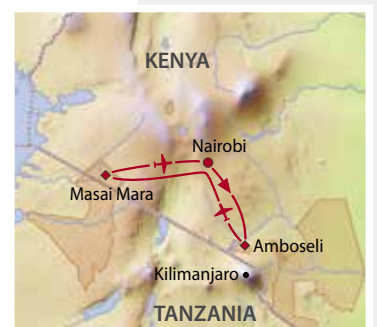 KENYA
Nairobi
Masai Mara
Amboseli
Kilimanjaro
TANZANIA